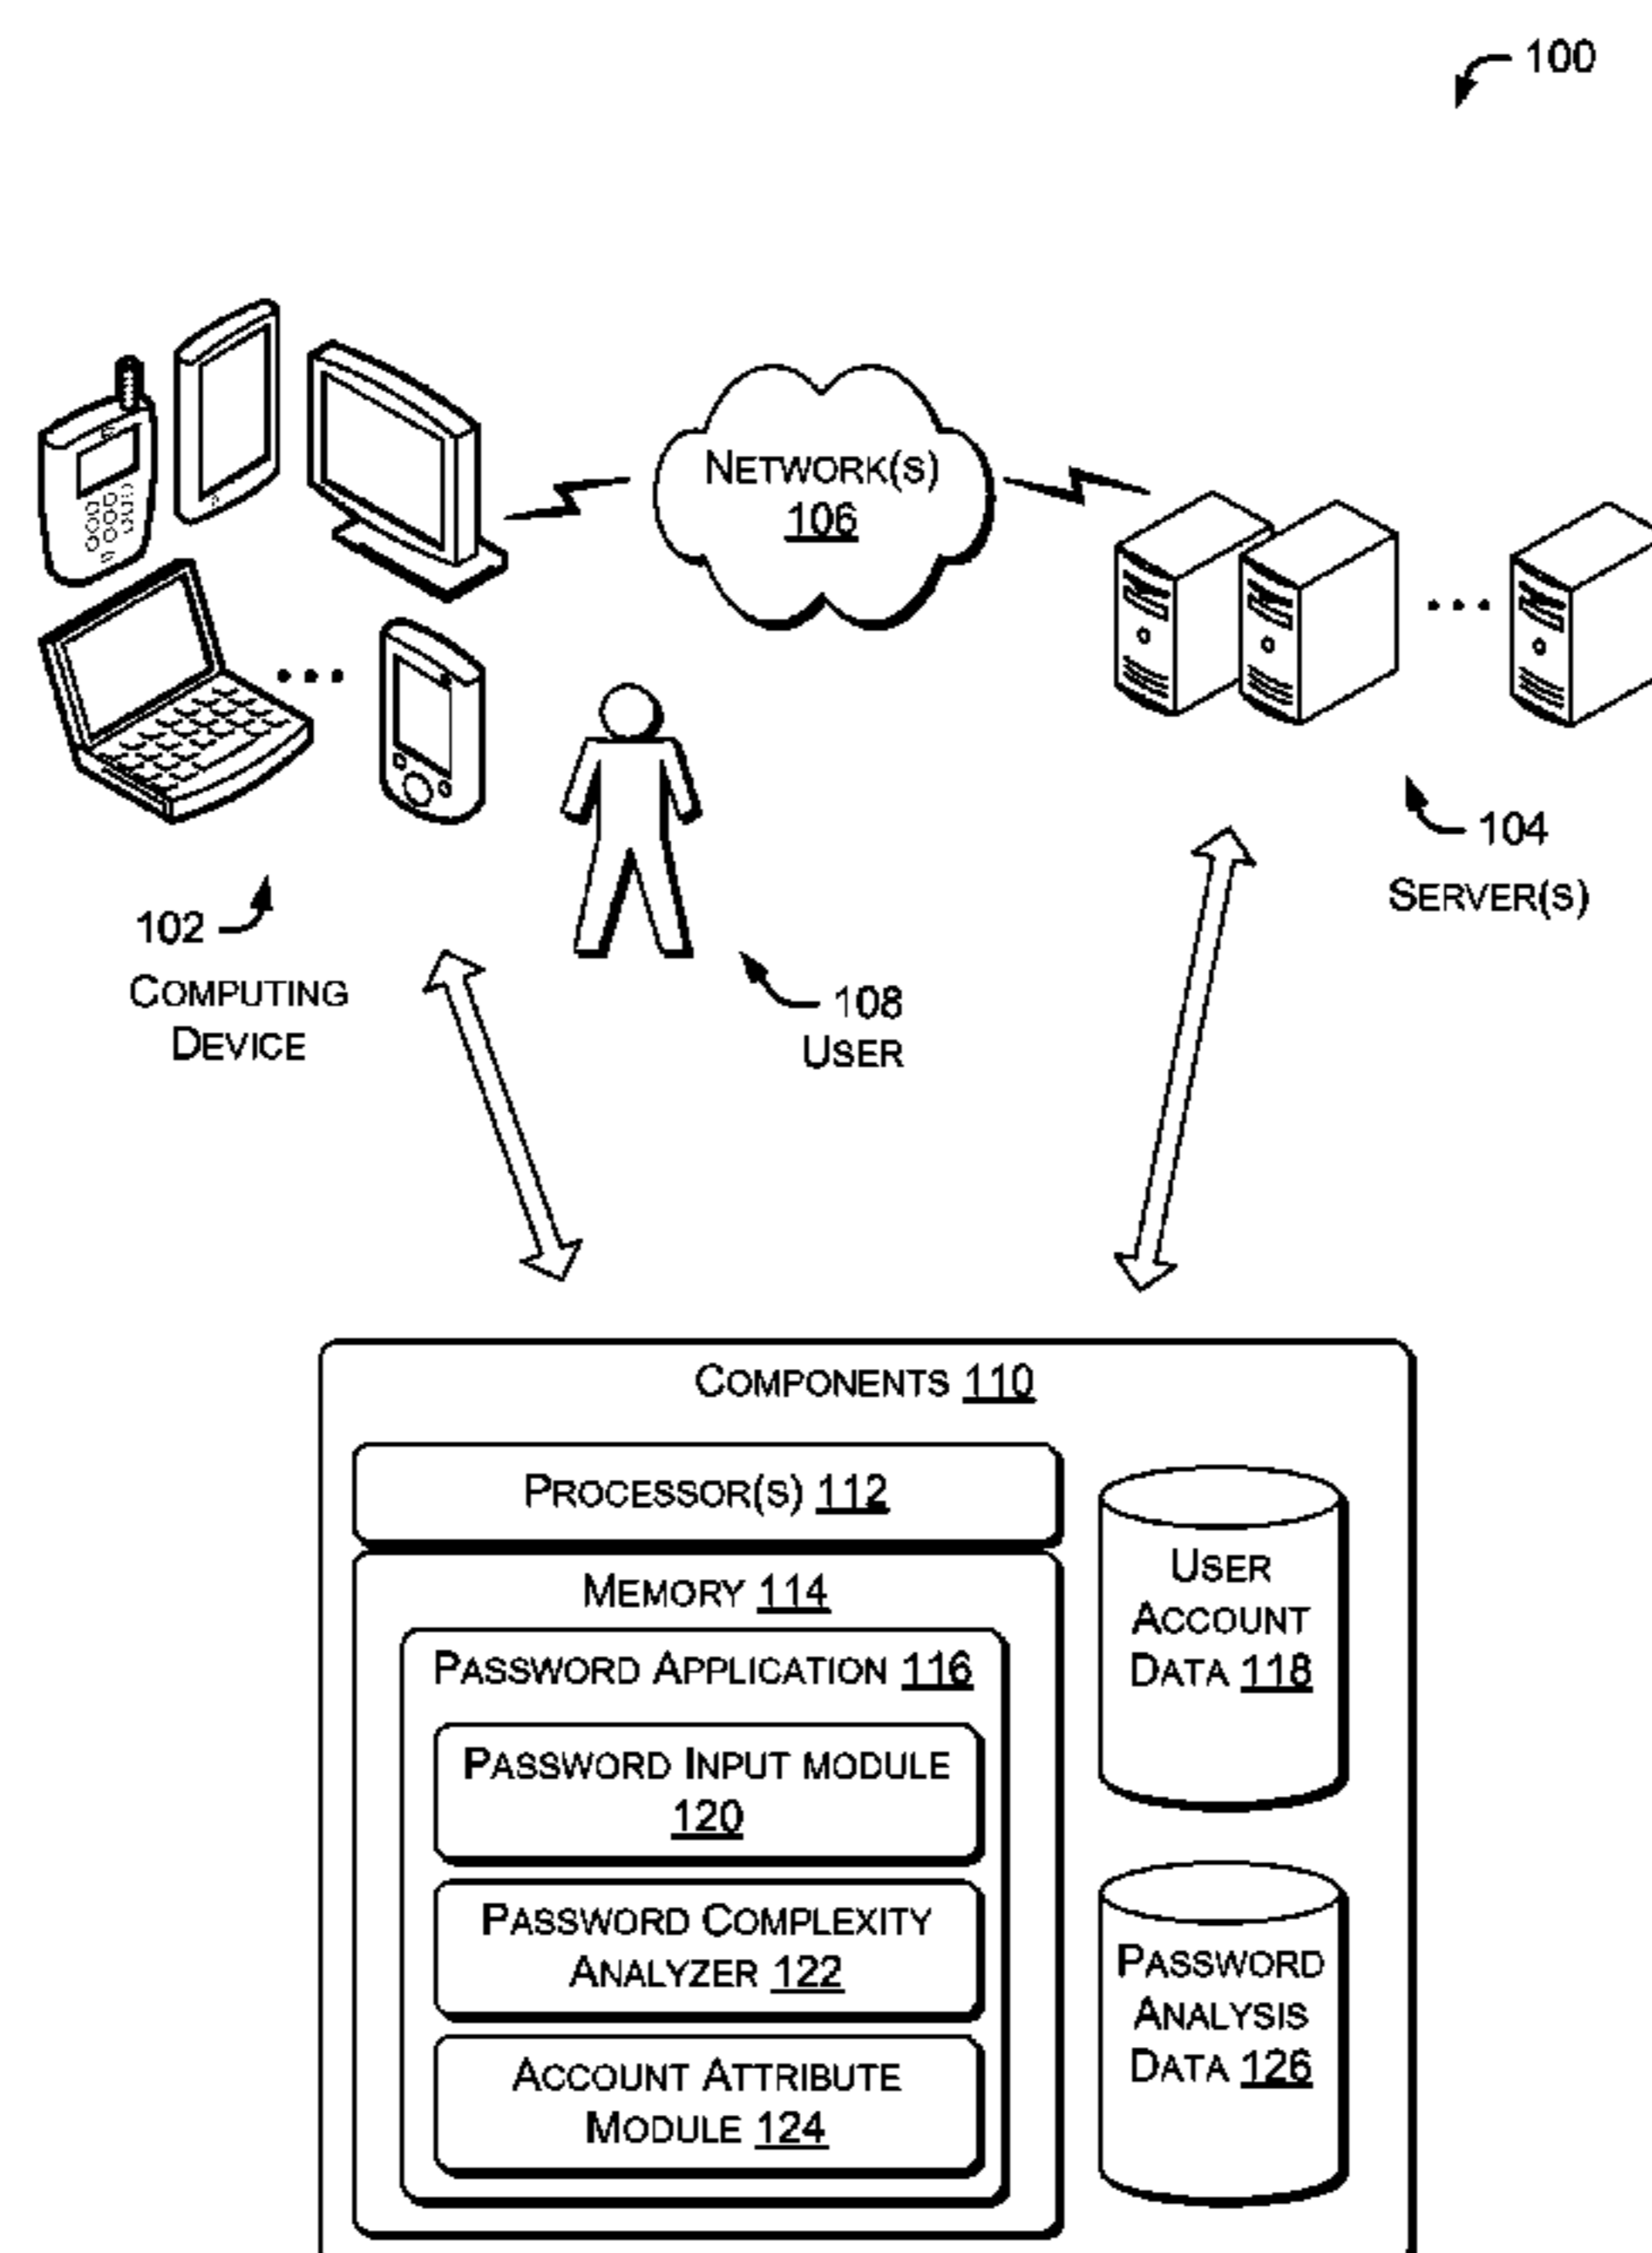 100
NETWORK(S)
106
104
SERVER(S)
102
COMPUTING
DEVICE
108
USER
COMPONENTS 110
PROCESSOR(S) 112
MEMORY 114
PASSWORD APPLICATION 116
PASSWORD INPUT MODULE
120
PASSWORD COMPLEXITY
ANALYZER 122
ACCOUNT ATTRIBUTE
MODULE 124
USER
ACCOUNT
DATA 118
PASSWORD
ANALYSIS
DATA 126